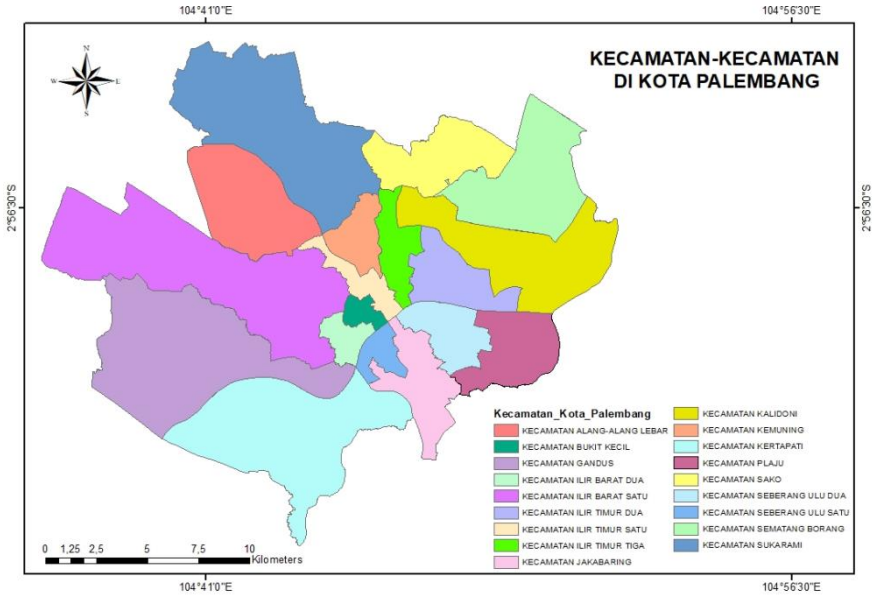 104°41'0"E 104°56'30"E
N
W E
S
KECAMATAN-KECAMATAN
DI KOTA PALEMBANG
2°56'30"S 2°56'30"S
Kecamatan_Kota_Palembang
KECAMATAN ALANG-ALANG LEBAR
KECAMATAN BUKIT KECIL
KECAMATAN GANDUS
KECAMATAN ILIR BARAT DUA
KECAMATAN ILIR BARAT SATU
KECAMATAN ILIR TIMUR DUA
KECAMATAN ILIR TIMUR SATU
KECAMATAN ILIR TIMUR TIGA
KECAMATAN JAKABARING
KECAMATAN KALIDONI
KECAMATAN KEMUNING
KECAMATAN KERTAPATI
KECAMATAN PLAJU
KECAMATAN SAKO
KECAMATAN SEBERANG ULU DUA
KECAMATAN SEBERANG ULU SATU
KECAMATAN SEMATANG BORANG
KECAMATAN SUKARAMI
0 1,25 2,5 5 7,5 10
Kilometers
104°41'0"E 104°56'30"E